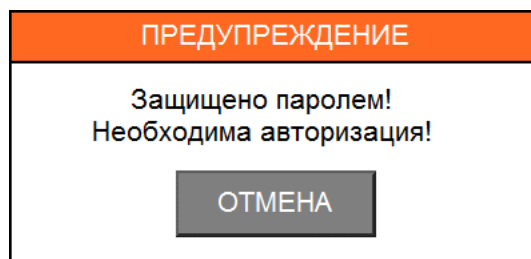 ПРЕДУПРЕЖДЕНИЕ
Защищено паролем!
Необходима авторизация!
ОТМЕНА